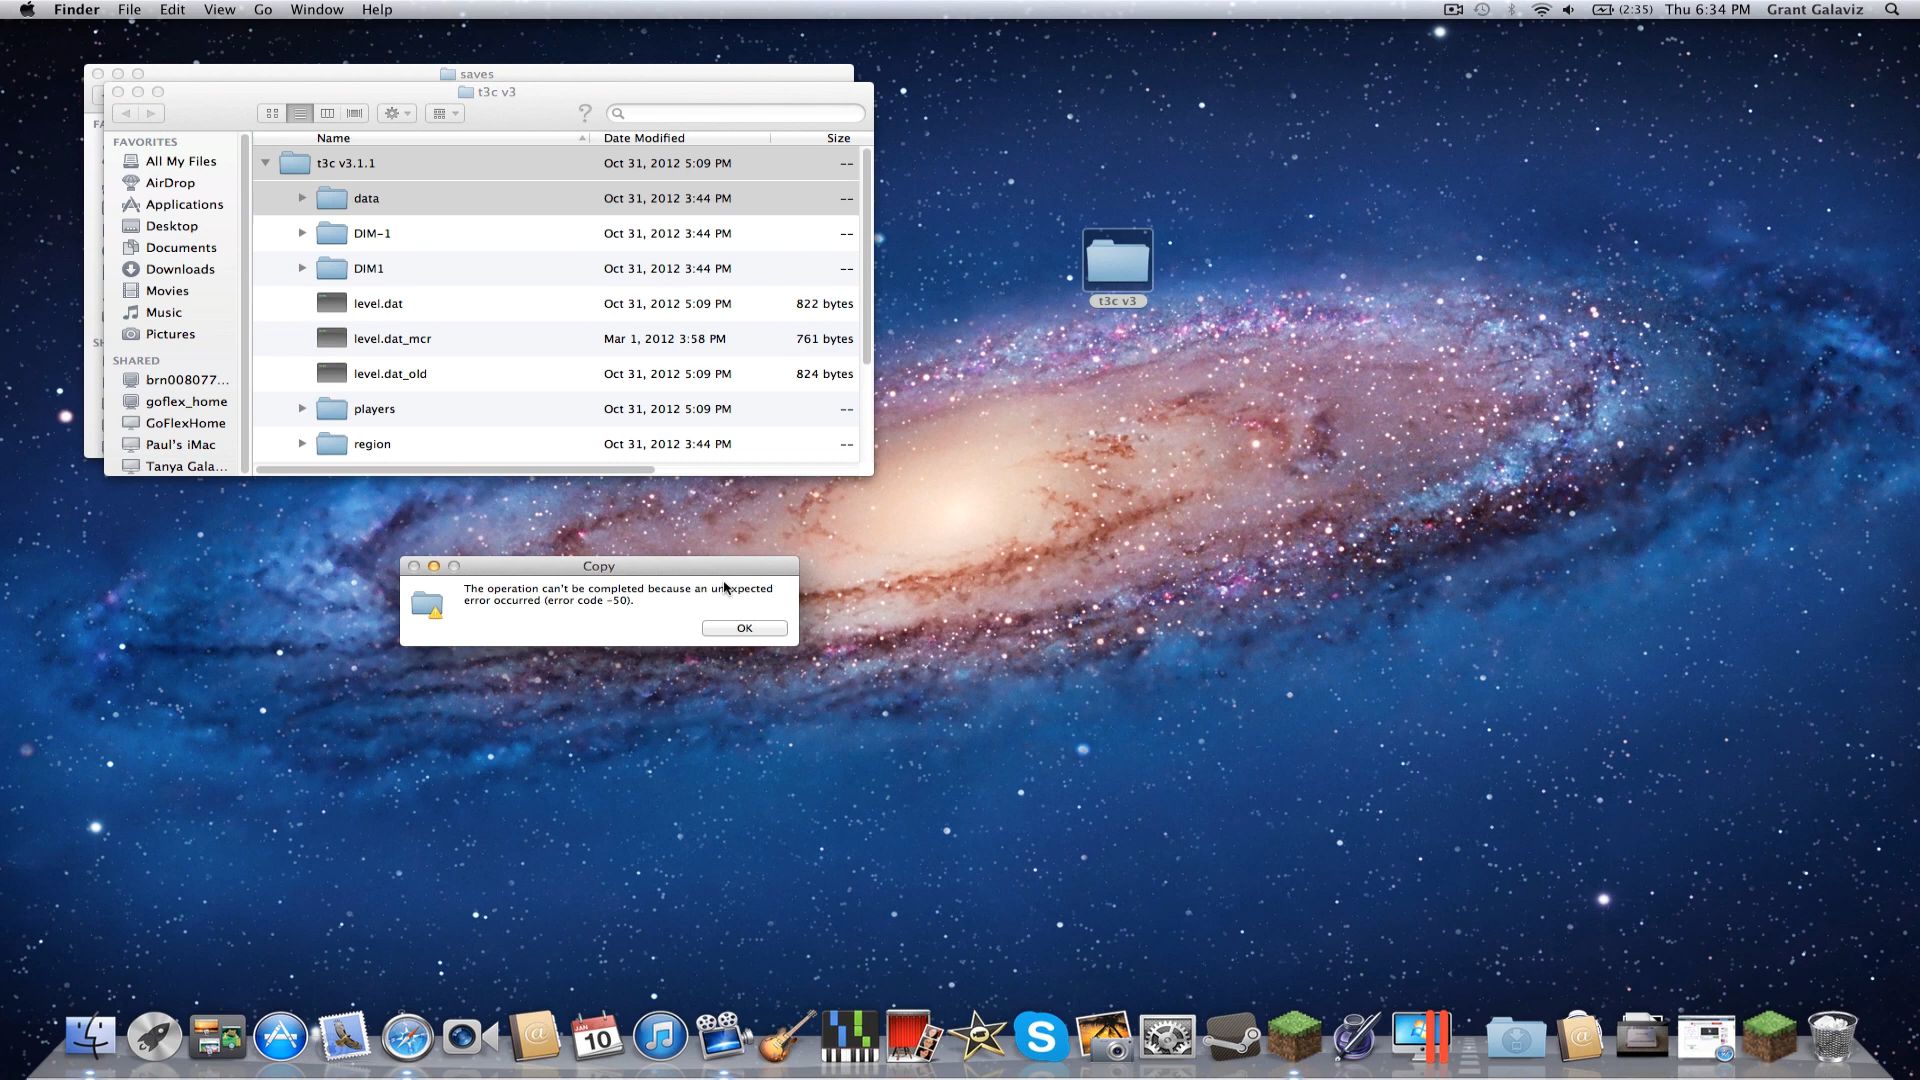 Finder File Edit View Go Window Help
(2:35) Thu 6:34 PM Grant Galaviz
saves
t3c v3
FAVORITES
All My Files
AirDrop
Applications
Desktop
Documents
Downloads
Movies
Music
Pictures
SHARED
brn008077...
goflex_home
GoFlexHome
Paul's iMac
Tanya Gala...
Name Date Modified Size
t3c v3.1.1 Oct 31, 2012 5:09 PM --
data Oct 31, 2012 3:44 PM --
DIM-1 Oct 31, 2012 3:44 PM --
DIM1 Oct 31, 2012 3:44 PM --
level.dat Oct 31, 2012 5:09 PM 822 bytes
level.dat_mcr Mar 1, 2012 3:58 PM 761 bytes
level.dat_old Oct 31, 2012 5:09 PM 824 bytes
players Oct 31, 2012 5:09 PM --
region Oct 31, 2012 3:44 PM --
t3c v3
Copy
The operation can't be completed because an unexpected
error occurred (error code -50).
OK
JAN
10